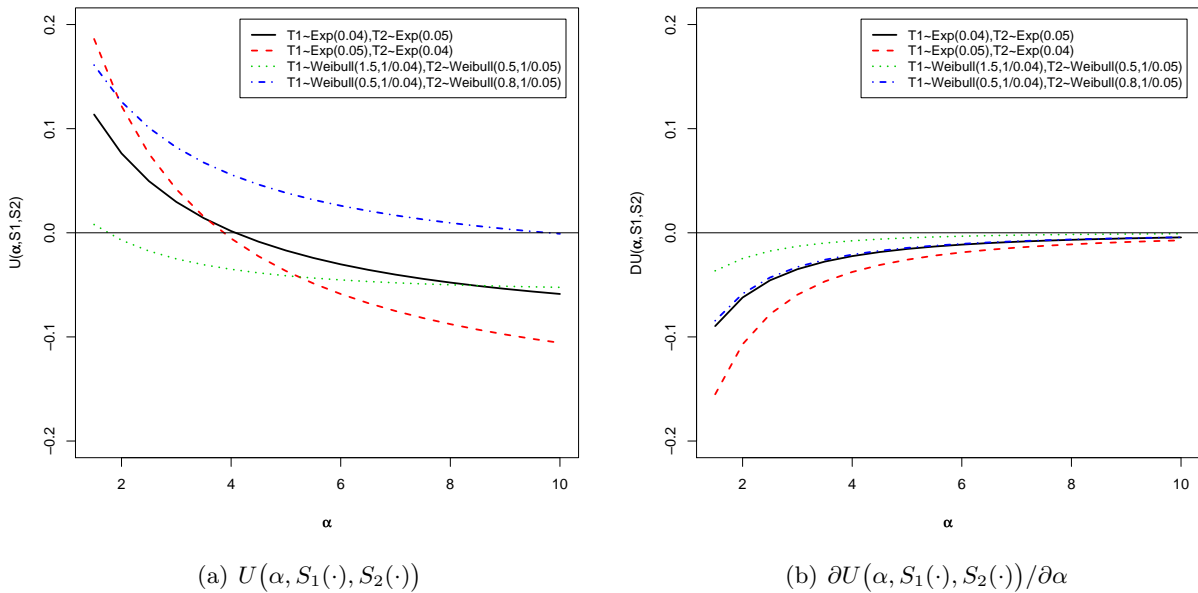 U(α,S1,S2)
0.2
0.1
0.0
−0.1
−0.2
T1~Exp(0.04),T2~Exp(0.05)
T1~Exp(0.05),T2~Exp(0.04)
T1~Weibull(1.5,1/0.04),T2~Weibull(0.5,1/0.05)
T1~Weibull(0.5,1/0.04),T2~Weibull(0.8,1/0.05)
2 4 6 8 10
α
(a) U(α, S₁(·), S₂(·))
DU(α,S1,S2)
0.2
0.1
0.0
−0.1
−0.2
T1~Exp(0.04),T2~Exp(0.05)
T1~Exp(0.05),T2~Exp(0.04)
T1~Weibull(1.5,1/0.04),T2~Weibull(0.5,1/0.05)
T1~Weibull(0.5,1/0.04),T2~Weibull(0.8,1/0.05)
2 4 6 8 10
α
(b) ∂U(α, S₁(·), S₂(·))/∂α